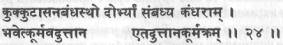 कुक्कुटासनबंधस्थो दोर्भ्यां संबध्य कंधराम् ।
भवेत्कूर्मवदुत्तान एतदुत्तानकूर्मकम् ।। २४ ।।